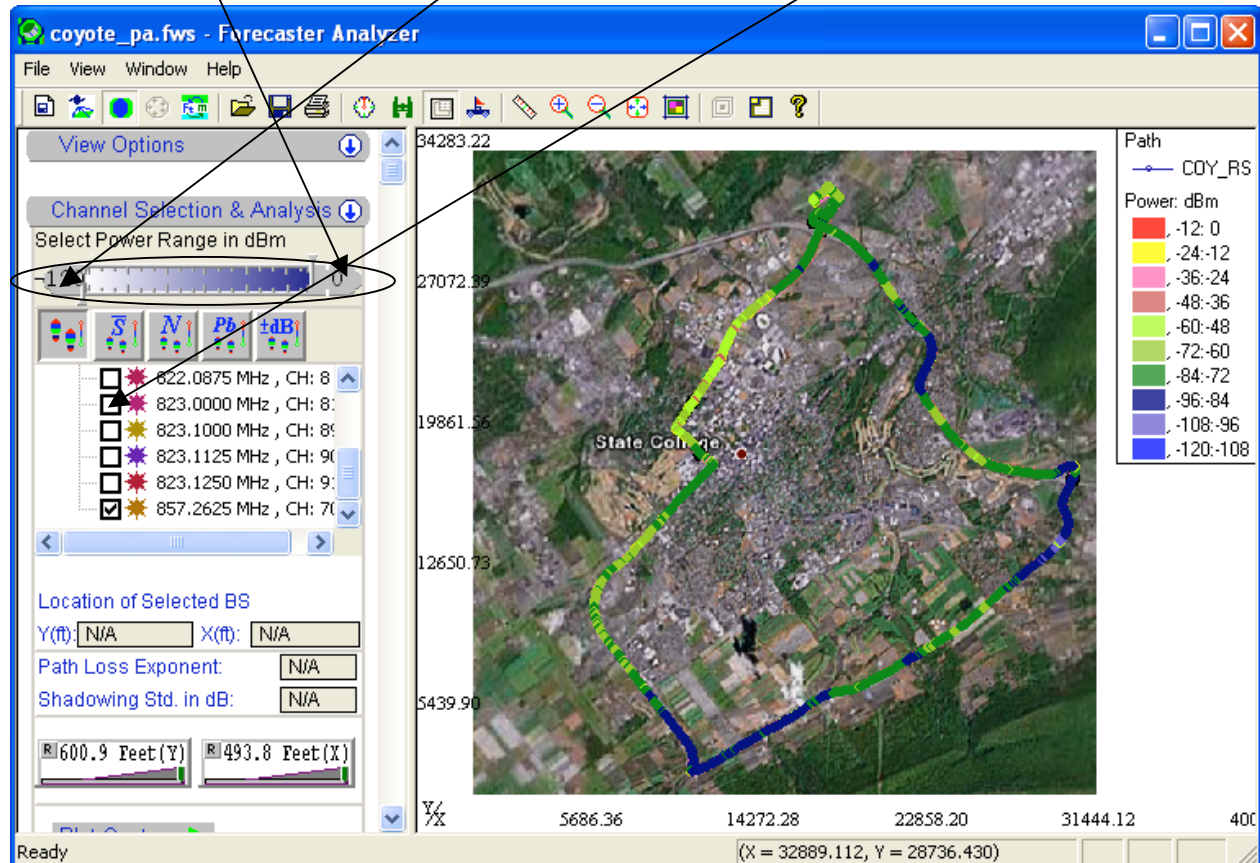 coyote_pa.fws - Forecaster Analyzer
File View Window Help
View Options
Channel Selection & Analysis
Select Power Range in dBm
0
S N Pb ±dB
822.0875 MHz , CH: 8
823.0000 MHz , CH:
823.1000 MHz , CH: 89
823.1125 MHz , CH: 90
823.1250 MHz , CH:
857.2625 MHz , CH:
Location of Selected BS
Y(ft): N/A X(ft): N/A
Path Loss Exponent: N/A
Shadowing Std. in dB: N/A
R 600.9 Feet(Y) R 493.8 Feet(X)
Ready
34283.22
27072.39
19861.56
12650.73
5439.90
State College
Y/X 5686.36 14272.28 22858.20 31444.12 400
Path
COY_RS
Power: dBm
, -12: 0
, -24:-12
, -36:-24
, -48:-36
, -60:-48
, -72:-60
, -84:-72
, -96:-84
, -108:-96
, -120:-108
(X = 32889.112, Y = 28736.430)